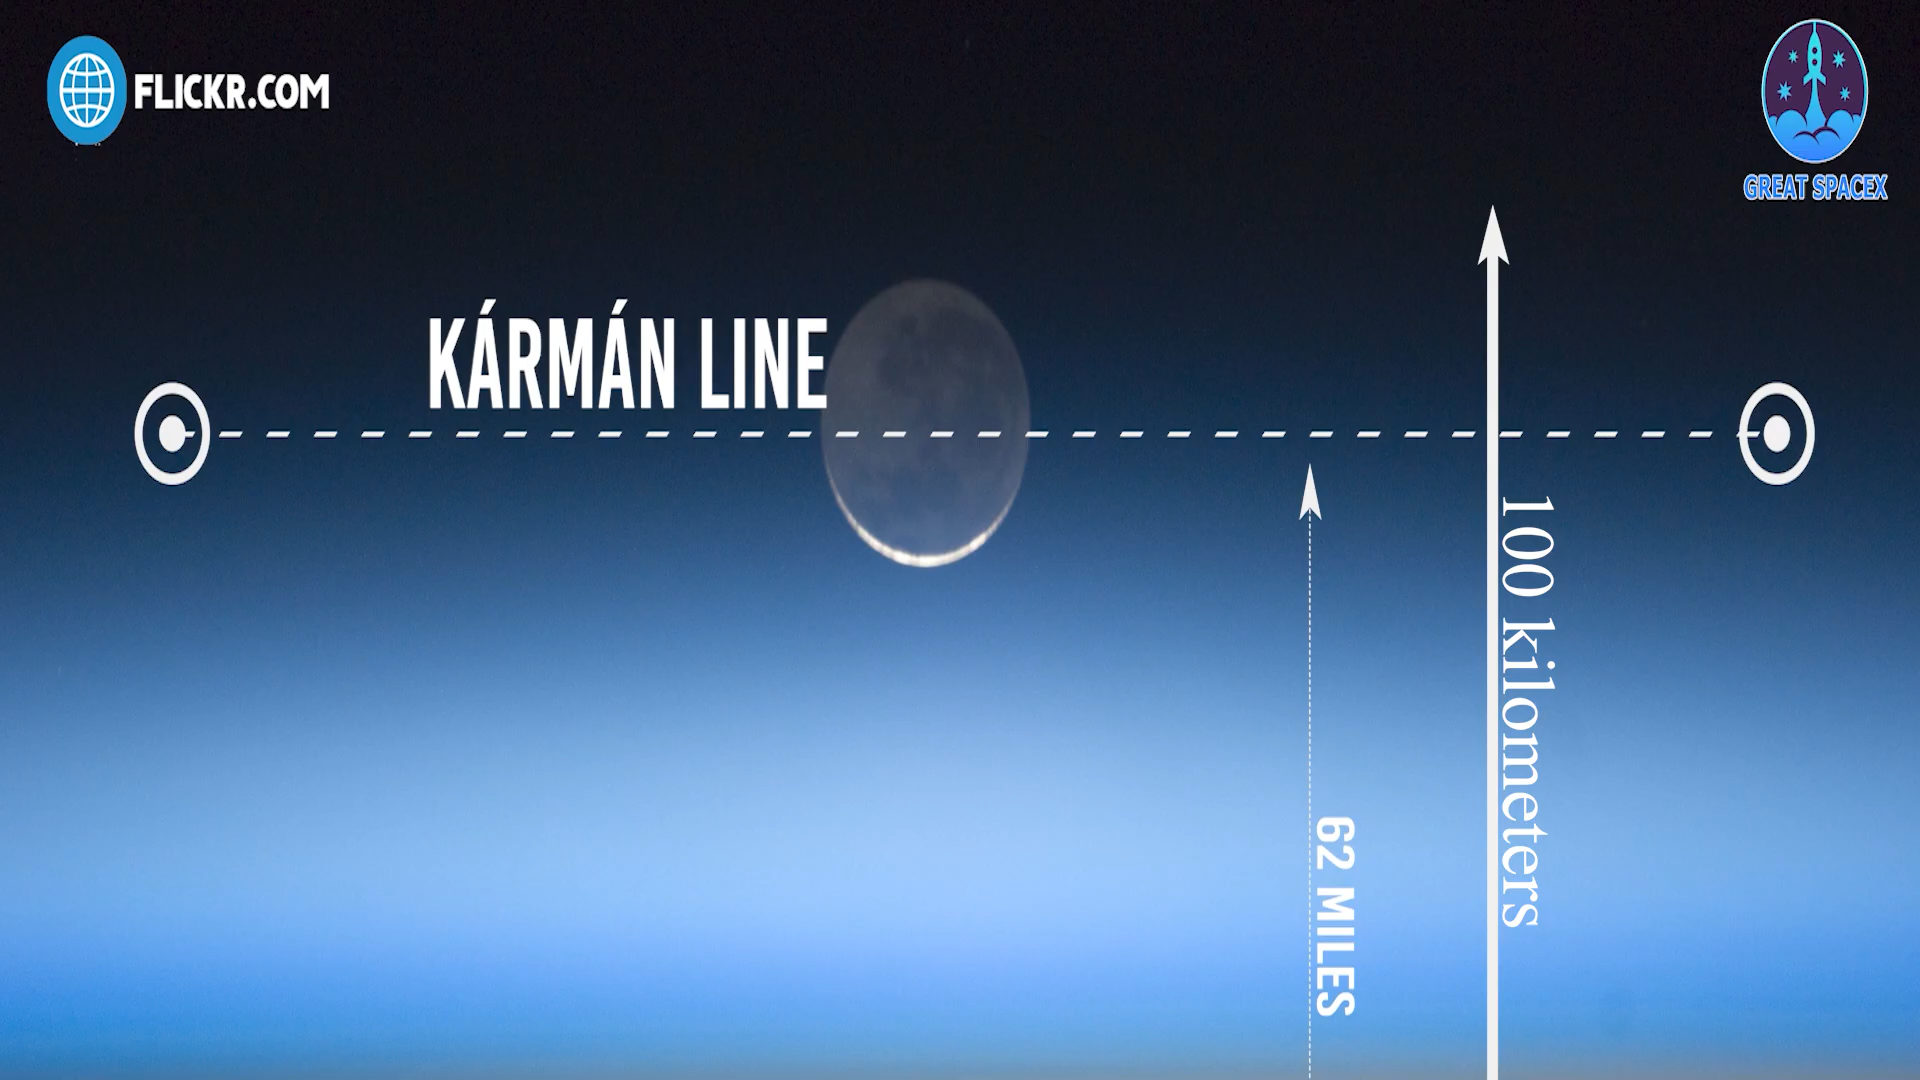 FLICKR.COM
GREAT SPACEX
KÁRMÁN LINE
100 kilometers
62 MILES